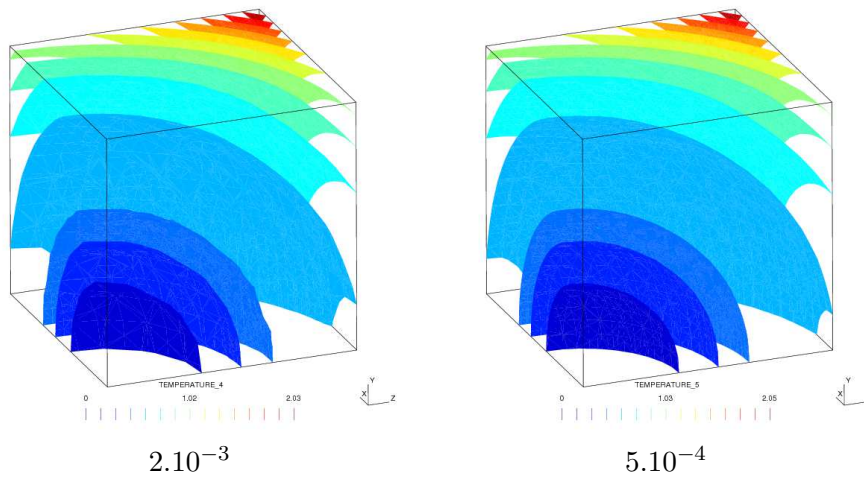 TEMPERATURE_4
0 1.02 2.03
X Y Z
TEMPERATURE_5
0 1.03 2.05
X Y
2.10⁻³
5.10⁻⁴